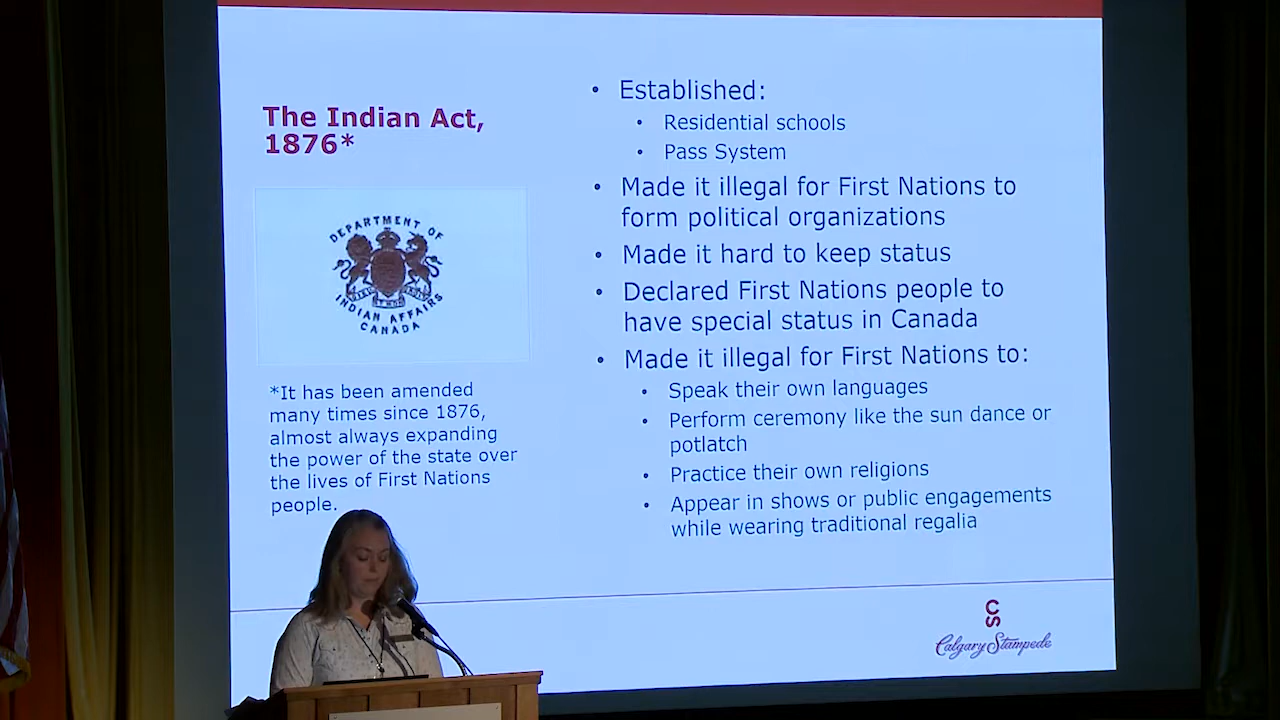 The Indian Act,
1876*
DEPARTMENT OF
INDIAN AFFAIRS
CANADA
*It has been amended
many times since 1876,
almost always expanding
the power of the state over
the lives of First Nations
people.
• Established:
• Residential schools
• Pass System
• Made it illegal for First Nations to
form political organizations
• Made it hard to keep status
• Declared First Nations people to
have special status in Canada
• Made it illegal for First Nations to:
• Speak their own languages
• Perform ceremony like the sun dance or
potlatch
• Practice their own religions
• Appear in shows or public engagements
while wearing traditional regalia
CS
Calgary Stampede